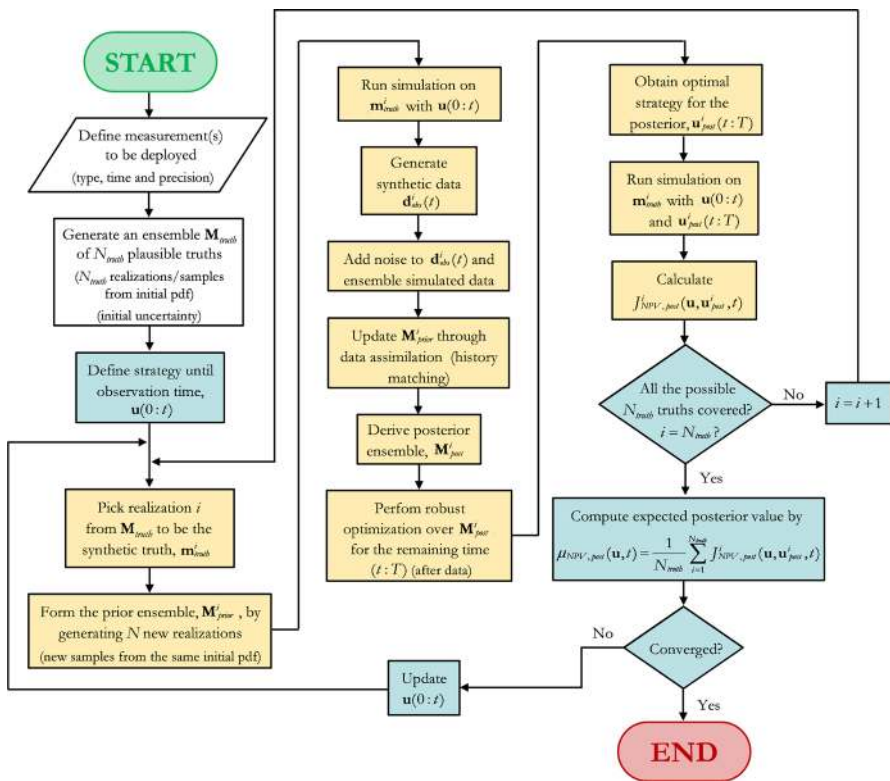 START
Define measurement(s)
to be deployed
(type, time and precision)
Generate an ensemble M_truth
of N_truth plausible truths
(N_truth realizations/samples
from initial pdf)
(initial uncertainty)
Define strategy until
observation time,
u(0 : t)
Pick realization i
from M_truth to be the
synthetic truth, m^i_truth
Form the prior ensemble, M^i_prior, by
generating N new realizations
(new samples from the same initial pdf)
Run simulation on
m^i_truth with u(0 : t)
Generate
synthetic data
d^i_obs(t)
Add noise to d^i_obs(t) and
ensemble simulated data
Update M^i_prior through
data assimilation (history
matching)
Derive posterior
ensemble, M^i_post
Perfom robust
optimization over M^i_post
for the remaining time
(t : T) (after data)
Obtain optimal
strategy for the
posterior, u^i_post(t : T)
Run simulation on
m^i_truth with u(0 : t)
and u^i_post(t : T)
Calculate
J^i_NPV,post(u, u^i_post, t)
All the possible
N_truth truths covered?
i = N_truth ?
No
i = i + 1
Yes
Compute expected posterior value by
μ_NPV,post(u, t) = 1/N_truth ∑_{i=1}^{N_truth} J^i_NPV,post(u, u^i_post, t)
Converged?
No
Update
u(0 : t)
Yes
END